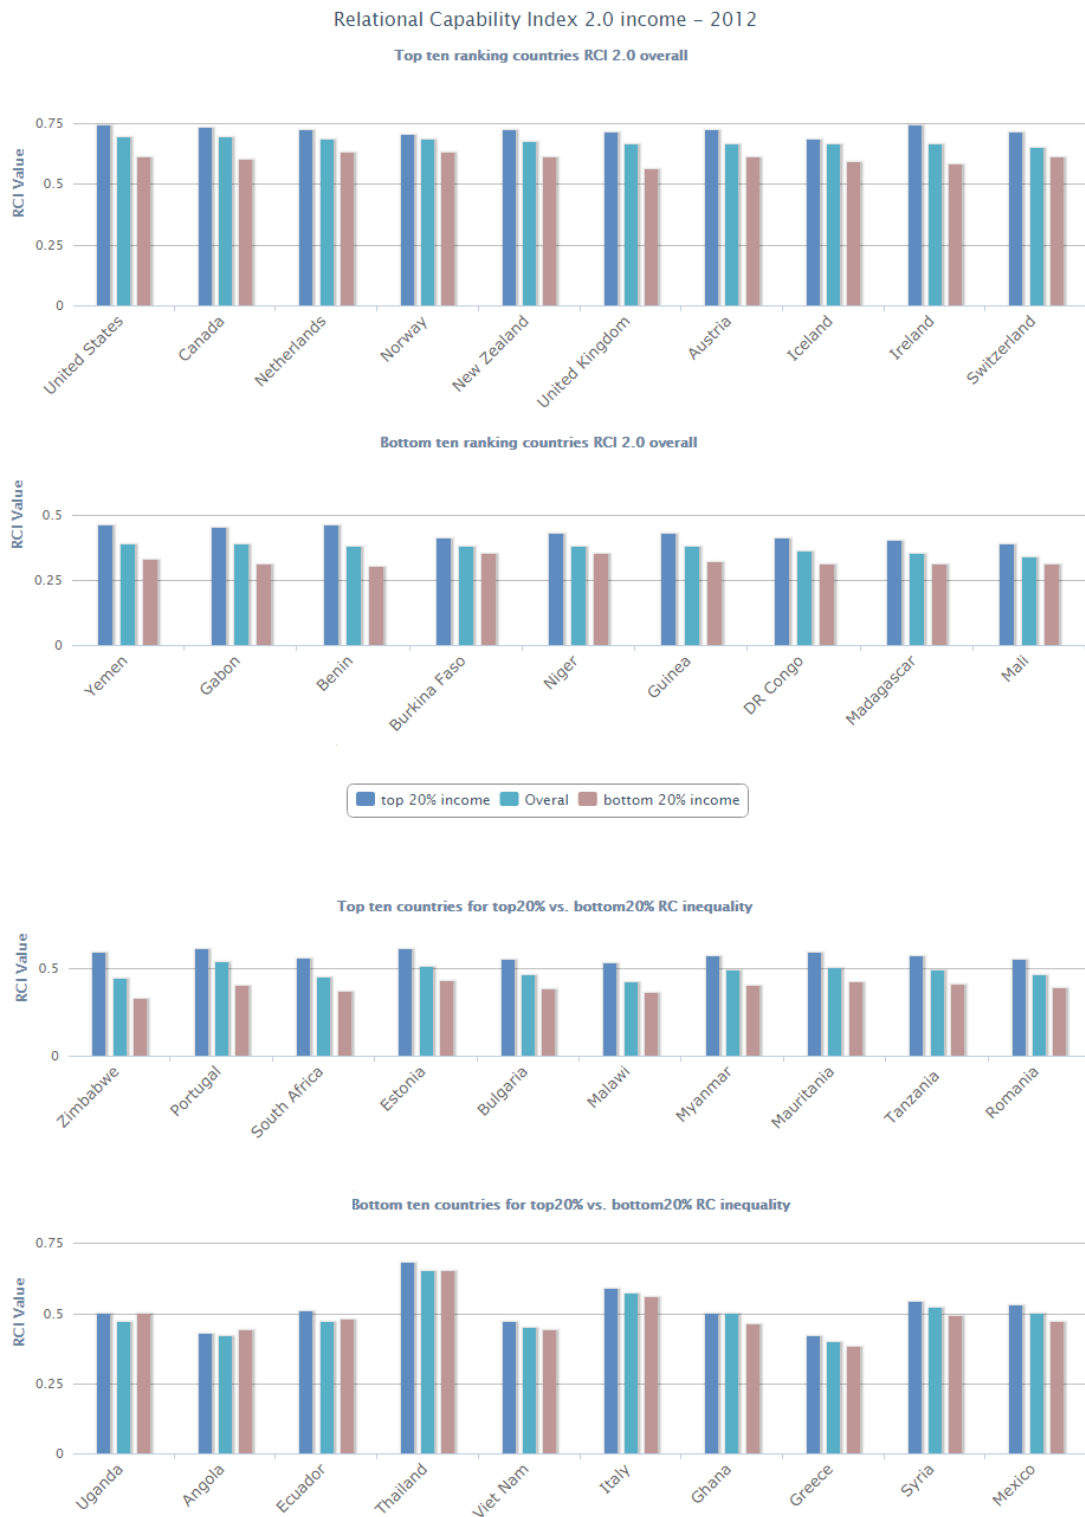 Relational Capability Index 2.0 income – 2012
Top ten ranking countries RCI 2.0 overall
RCI Value
0.75
0.5
0.25
0
United States
Canada
Netherlands
Norway
New Zealand
United Kingdom
Austria
Iceland
Ireland
Switzerland
Bottom ten ranking countries RCI 2.0 overall
RCI Value
0.5
0.25
0
Yemen
Gabon
Benin
Burkina Faso
Niger
Guinea
DR Congo
Madagascar
Mali
top 20% income Overal bottom 20% income
Top ten countries for top20% vs. bottom20% RC inequality
RCI Value
0.5
0
Zimbabwe
Portugal
South Africa
Estonia
Bulgaria
Malawi
Myanmar
Mauritania
Tanzania
Romania
Bottom ten countries for top20% vs. bottom20% RC inequality
RCI Value
0.75
0.5
0.25
0
Uganda
Angola
Ecuador
Thailand
Viet Nam
Italy
Ghana
Greece
Syria
Mexico